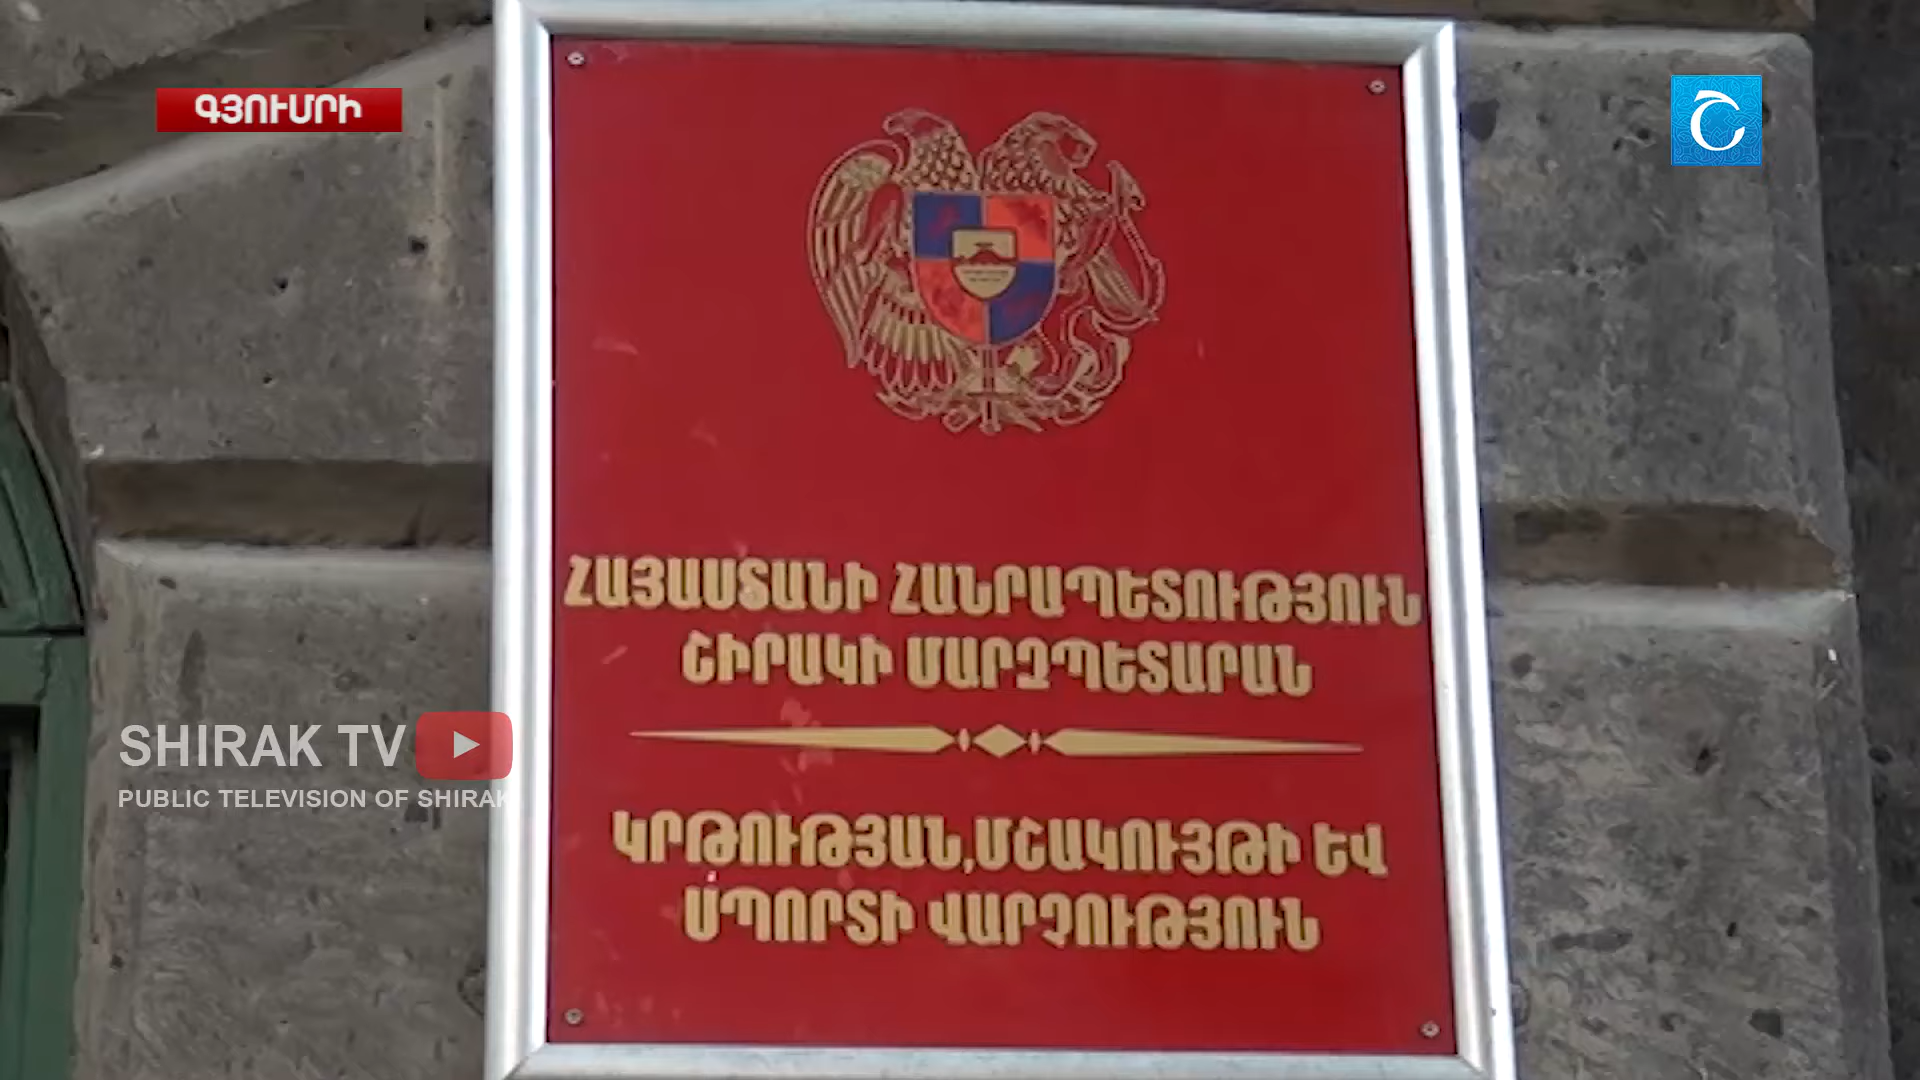 ԳՅՈՒՄՐԻ
ՀԱՅԱՍՏԱՆԻ ՀԱՆՐԱՊԵՏՈՒԹՅՈՒՆ
ՇԻՐԱԿԻ ՄԱՐԶՊԵՏԱՐԱՆ
SHIRAK TV
PUBLIC TELEVISION OF SHIRAK
ԿՐԹՈՒԹՅԱՆ,ՄՇԱԿՈՒՅԹԻ ԵՎ
ՍՊՈՐՏԻ ՎԱՐՉՈՒԹՅՈՒՆ